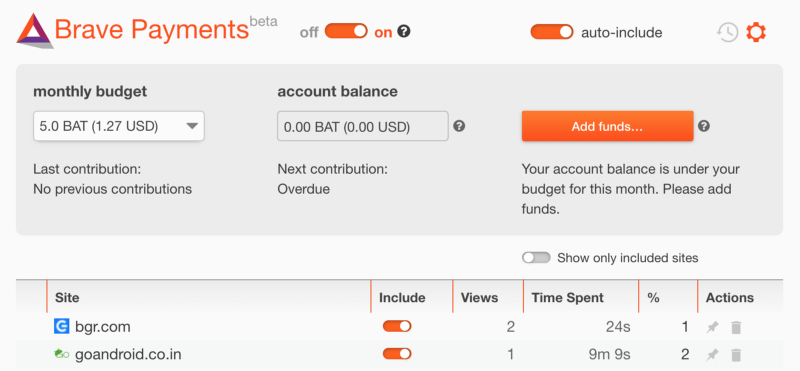 Brave Payments beta off on ? auto-include
monthly budget account balance
5.0 BAT (1.27 USD) 0.00 BAT (0.00 USD) ? Add funds... ?
Last contribution: Next contribution: Your account balance is under your
No previous contributions Overdue budget for this month. Please add
funds.
Show only included sites
Site Include Views Time Spent % Actions
bgr.com 2 24s 1
goandroid.co.in 1 9m 9s 2